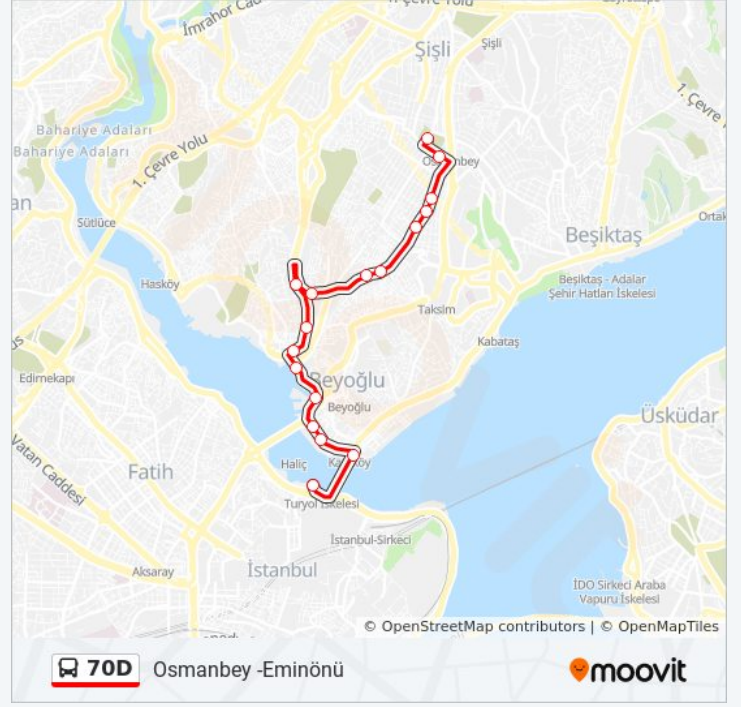 İmrahor Cad
1. Çevre Yolu
Şişli
Şişli
1. Çevre Yolu
Bahariye Adaları
Bahariye Adaları
1. Çevre Yolu
Osmanbey
an
Sütlüce
Ortak
Beşiktaş
Hasköy
Beşiktaş - Adalar
Şehir Hatları İskelesi
Taksim
Kabataş
us
Edirnekapı
Beyoğlu
Beyoğlu
Üsküdar
Vatan Caddesi
Fatih
Haliç
Karaköy
Turyol İskelesi
İstanbul-Sirkeci
Aksaray
İstanbul
İDO Sirkeci Araba
Vapuru İskelesi
© OpenStreetMap contributors | © OpenMapTiles
70D Osmanbey -Eminönü
moovit